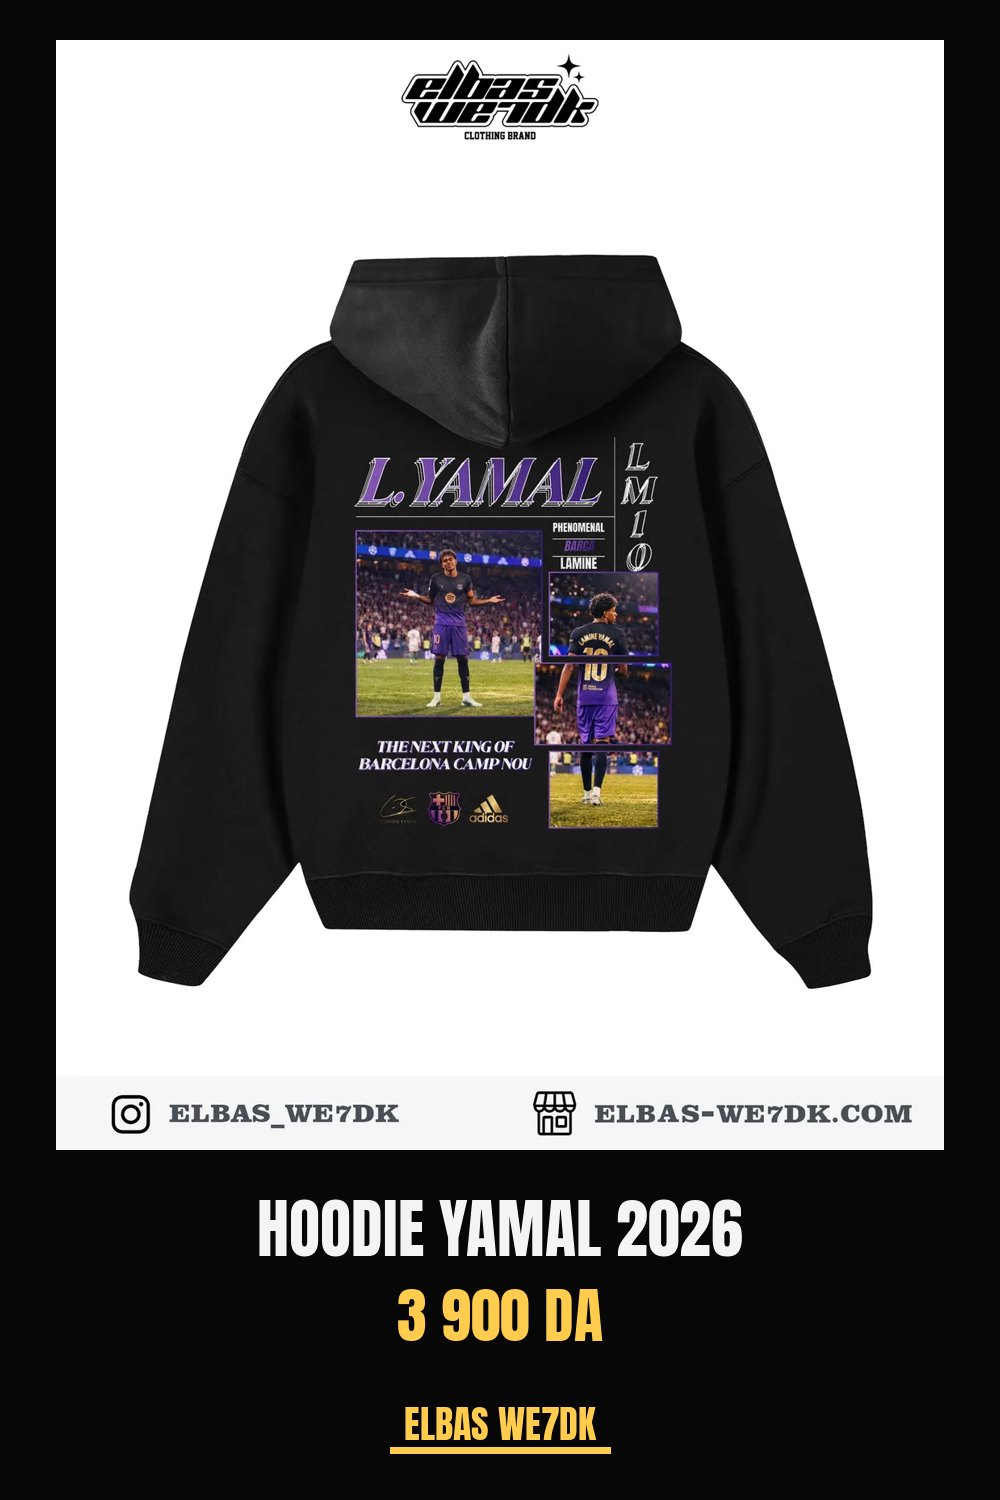 elbas
we7dk
CLOTHING BRAND
L.YAMAL
LM10
PHENOMENAL
BARCA
LAMINE
LAMINE YAMAL
10
10
THE NEXT KING OF
BARCELONA CAMP NOU
adidas
ELBAS_WE7DK
ELBAS-WE7DK.COM
HOODIE YAMAL 2026
3 900 DA
ELBAS WE7DK